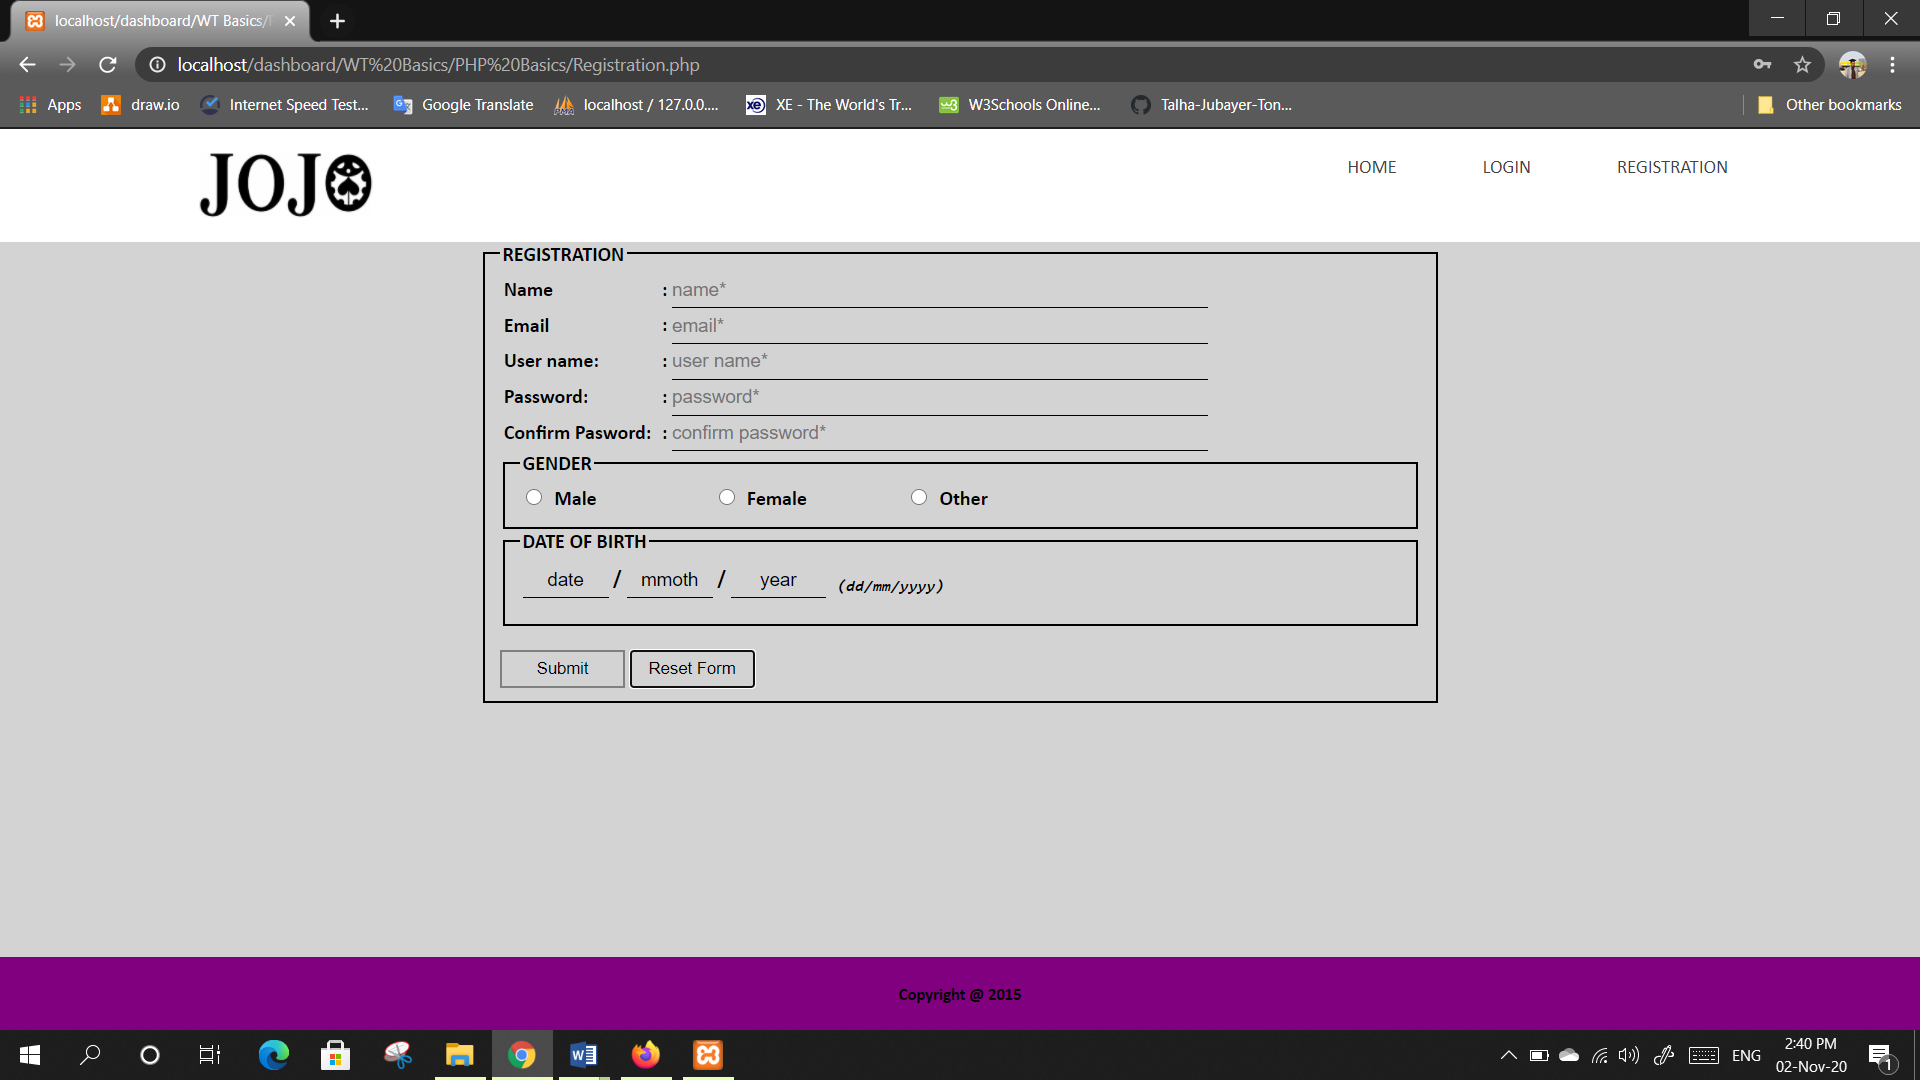 localhost/dashboard/WT Basics/
localhost/dashboard/WT%20Basics/PHP%20Basics/Registration.php
Apps draw.io Internet Speed Test... Google Translate localhost / 127.0.0.... XE - The World's Tr... W3Schools Online... Talha-Jubayer-Ton... Other bookmarks
JOJO HOME LOGIN REGISTRATION
REGISTRATION
Name : name*
Email : email*
User name: : user name*
Password: : password*
Confirm Pasword: : confirm password*
GENDER
Male Female Other
DATE OF BIRTH
date / mmoth / year (dd/mm/yyyy)
Submit Reset Form
Copyright @ 2015
ENG 2:40 PM
02-Nov-20 1